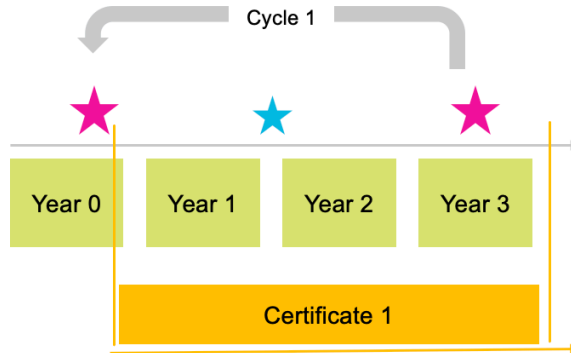 Cycle 1
Year 0
Year 1
Year 2
Year 3
Certificate 1